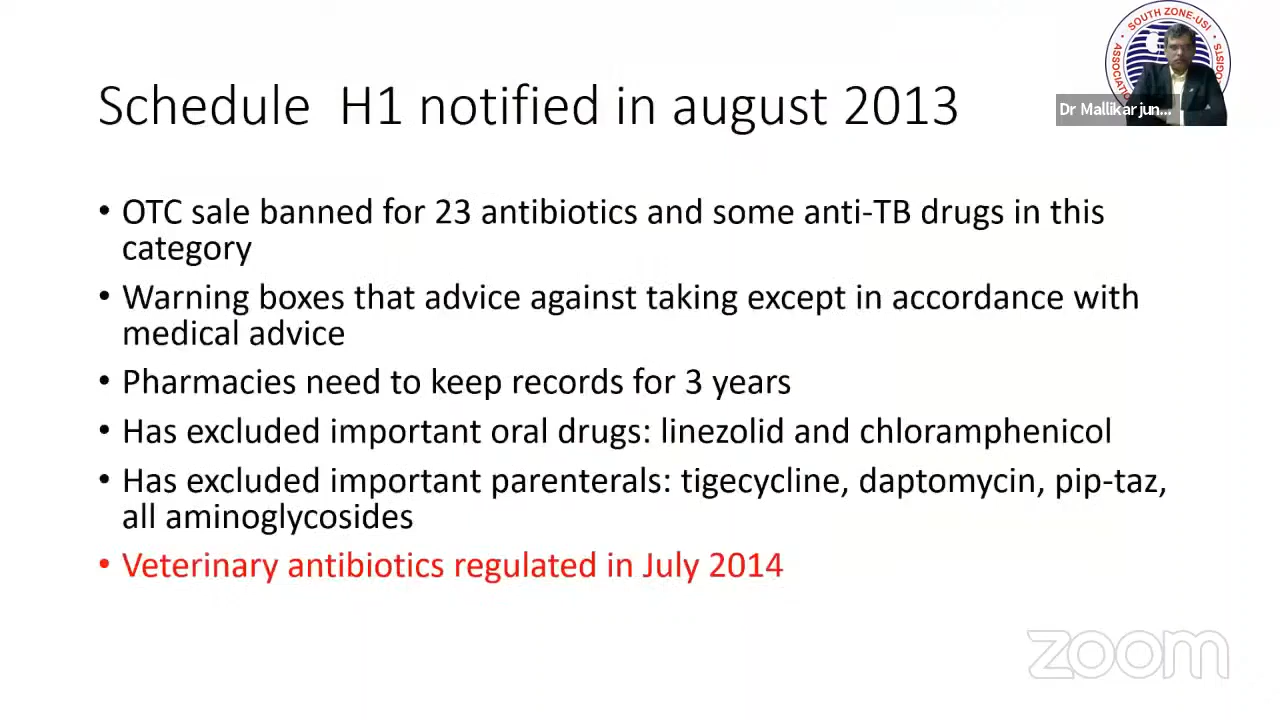 SOUTH ZONE-USI
Dr Mallikarjun...
Schedule H1 notified in august 2013
• OTC sale banned for 23 antibiotics and some anti-TB drugs in this
category
• Warning boxes that advice against taking except in accordance with
medical advice
• Pharmacies need to keep records for 3 years
• Has excluded important oral drugs: linezolid and chloramphenicol
• Has excluded important parenterals: tigecycline, daptomycin, pip-taz,
all aminoglycosides
• Veterinary antibiotics regulated in July 2014
zoom